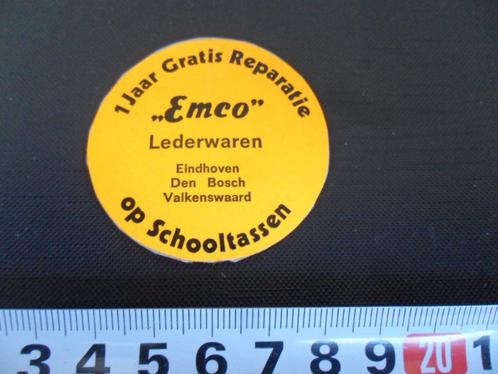 1 Jaar Gratis Reparatie
„Emco”
Lederwaren
Eindhoven
Den Bosch
Valkenswaard
op Schooltassen
3 4 5 6 7 8 9 20 1